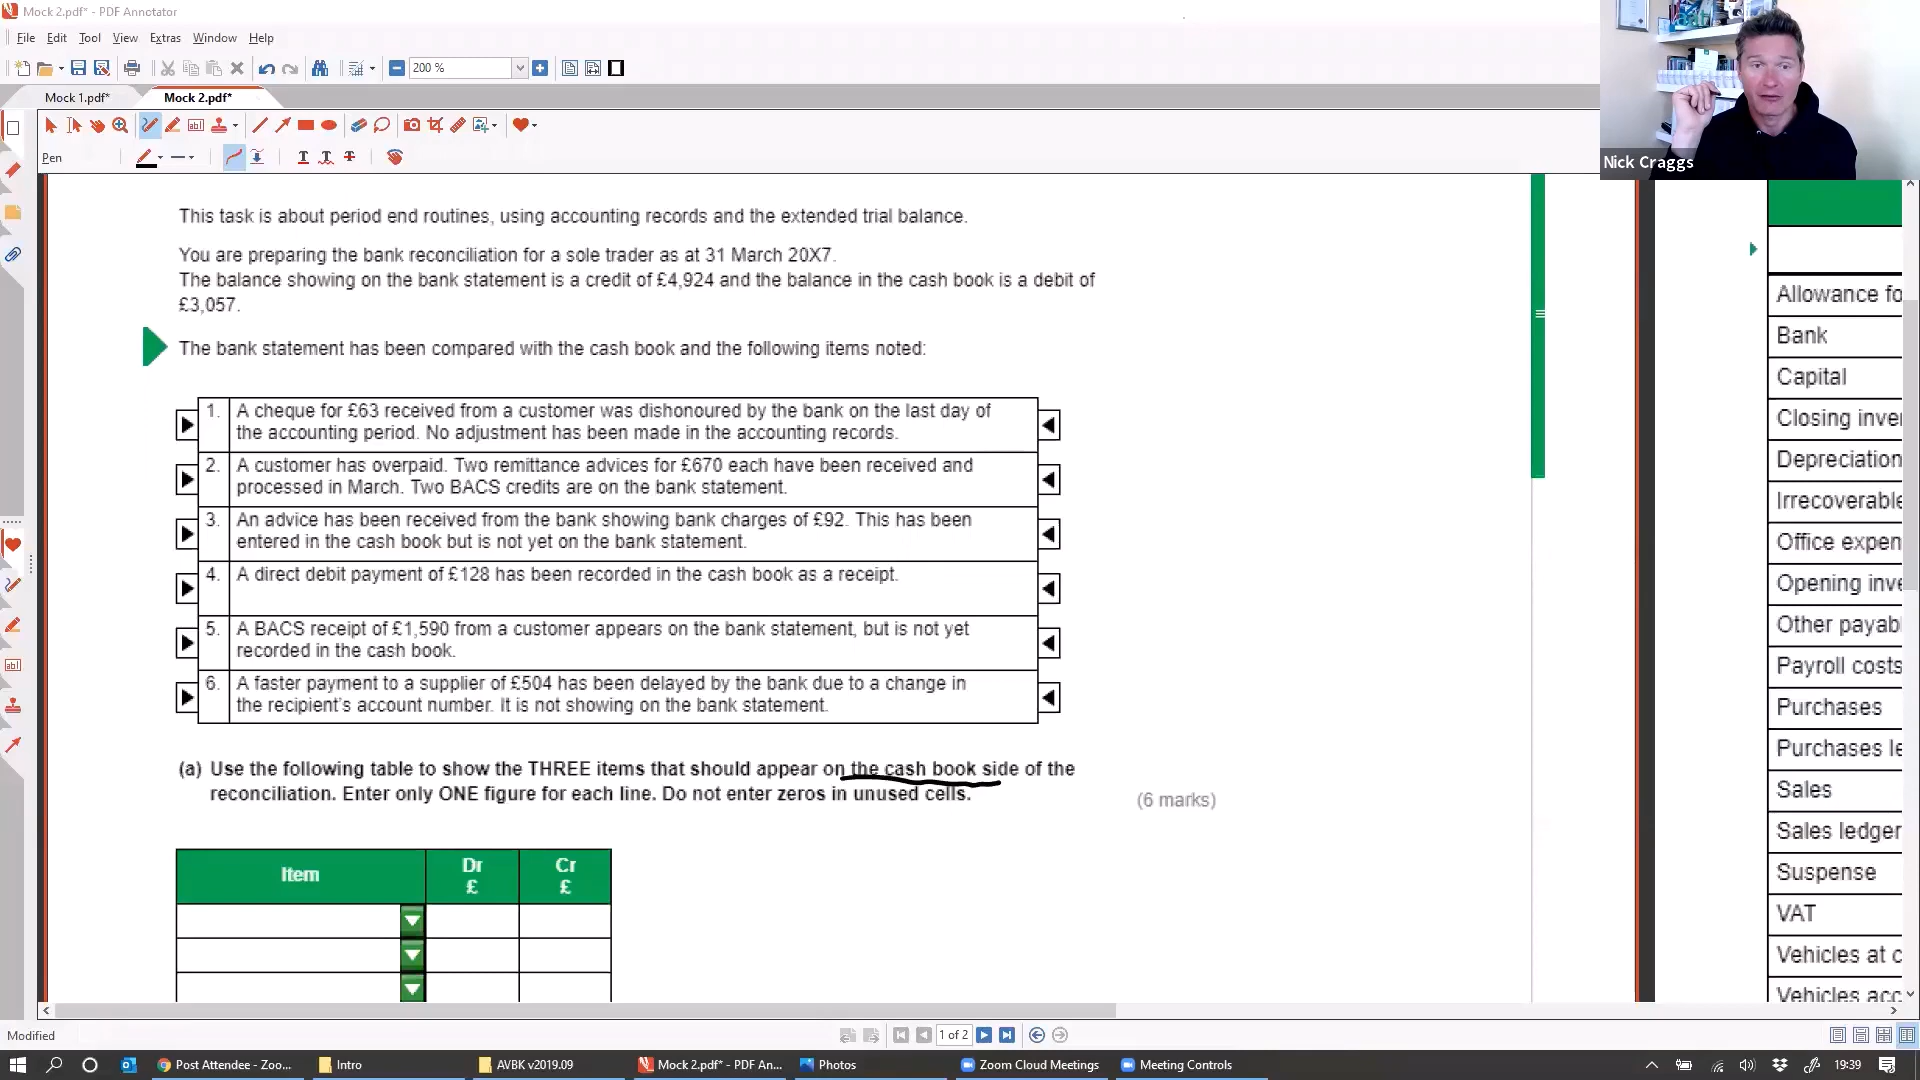 Mock 2.pdf* - PDF Annotator
File Edit Tool View Extras Window Help
200 %
Mock 1.pdf* Mock 2.pdf*
Pen
Nick Craggs
This task is about period end routines, using accounting records and the extended trial balance.
You are preparing the bank reconciliation for a sole trader as at 31 March 20X7.
The balance showing on the bank statement is a credit of £4,924 and the balance in the cash book is a debit of
£3,057.
The bank statement has been compared with the cash book and the following items noted:
1. A cheque for £63 received from a customer was dishonoured by the bank on the last day of
the accounting period. No adjustment has been made in the accounting records.
2. A customer has overpaid. Two remittance advices for £670 each have been received and
processed in March. Two BACS credits are on the bank statement.
3. An advice has been received from the bank showing bank charges of £92. This has been
entered in the cash book but is not yet on the bank statement.
4. A direct debit payment of £128 has been recorded in the cash book as a receipt.
5. A BACS receipt of £1,590 from a customer appears on the bank statement, but is not yet
recorded in the cash book.
6. A faster payment to a supplier of £504 has been delayed by the bank due to a change in
the recipient's account number. It is not showing on the bank statement.
(a) Use the following table to show the THREE items that should appear on the cash book side of the
reconciliation. Enter only ONE figure for each line. Do not enter zeros in unused cells.
(6 marks)
Item Dr £ Cr £
Allowance fo
Bank
Capital
Closing inve
Depreciation
Irrecoverable
Office expen
Opening inve
Other payab
Payroll costs
Purchases
Purchases le
Sales
Sales ledger
Suspense
VAT
Vehicles at c
Vehicles acc
1 of 2
Modified
Post Attendee - Zoo... Intro AVBK v2019.09 Mock 2.pdf* - PDF An... Photos Zoom Cloud Meetings Meeting Controls 19:39